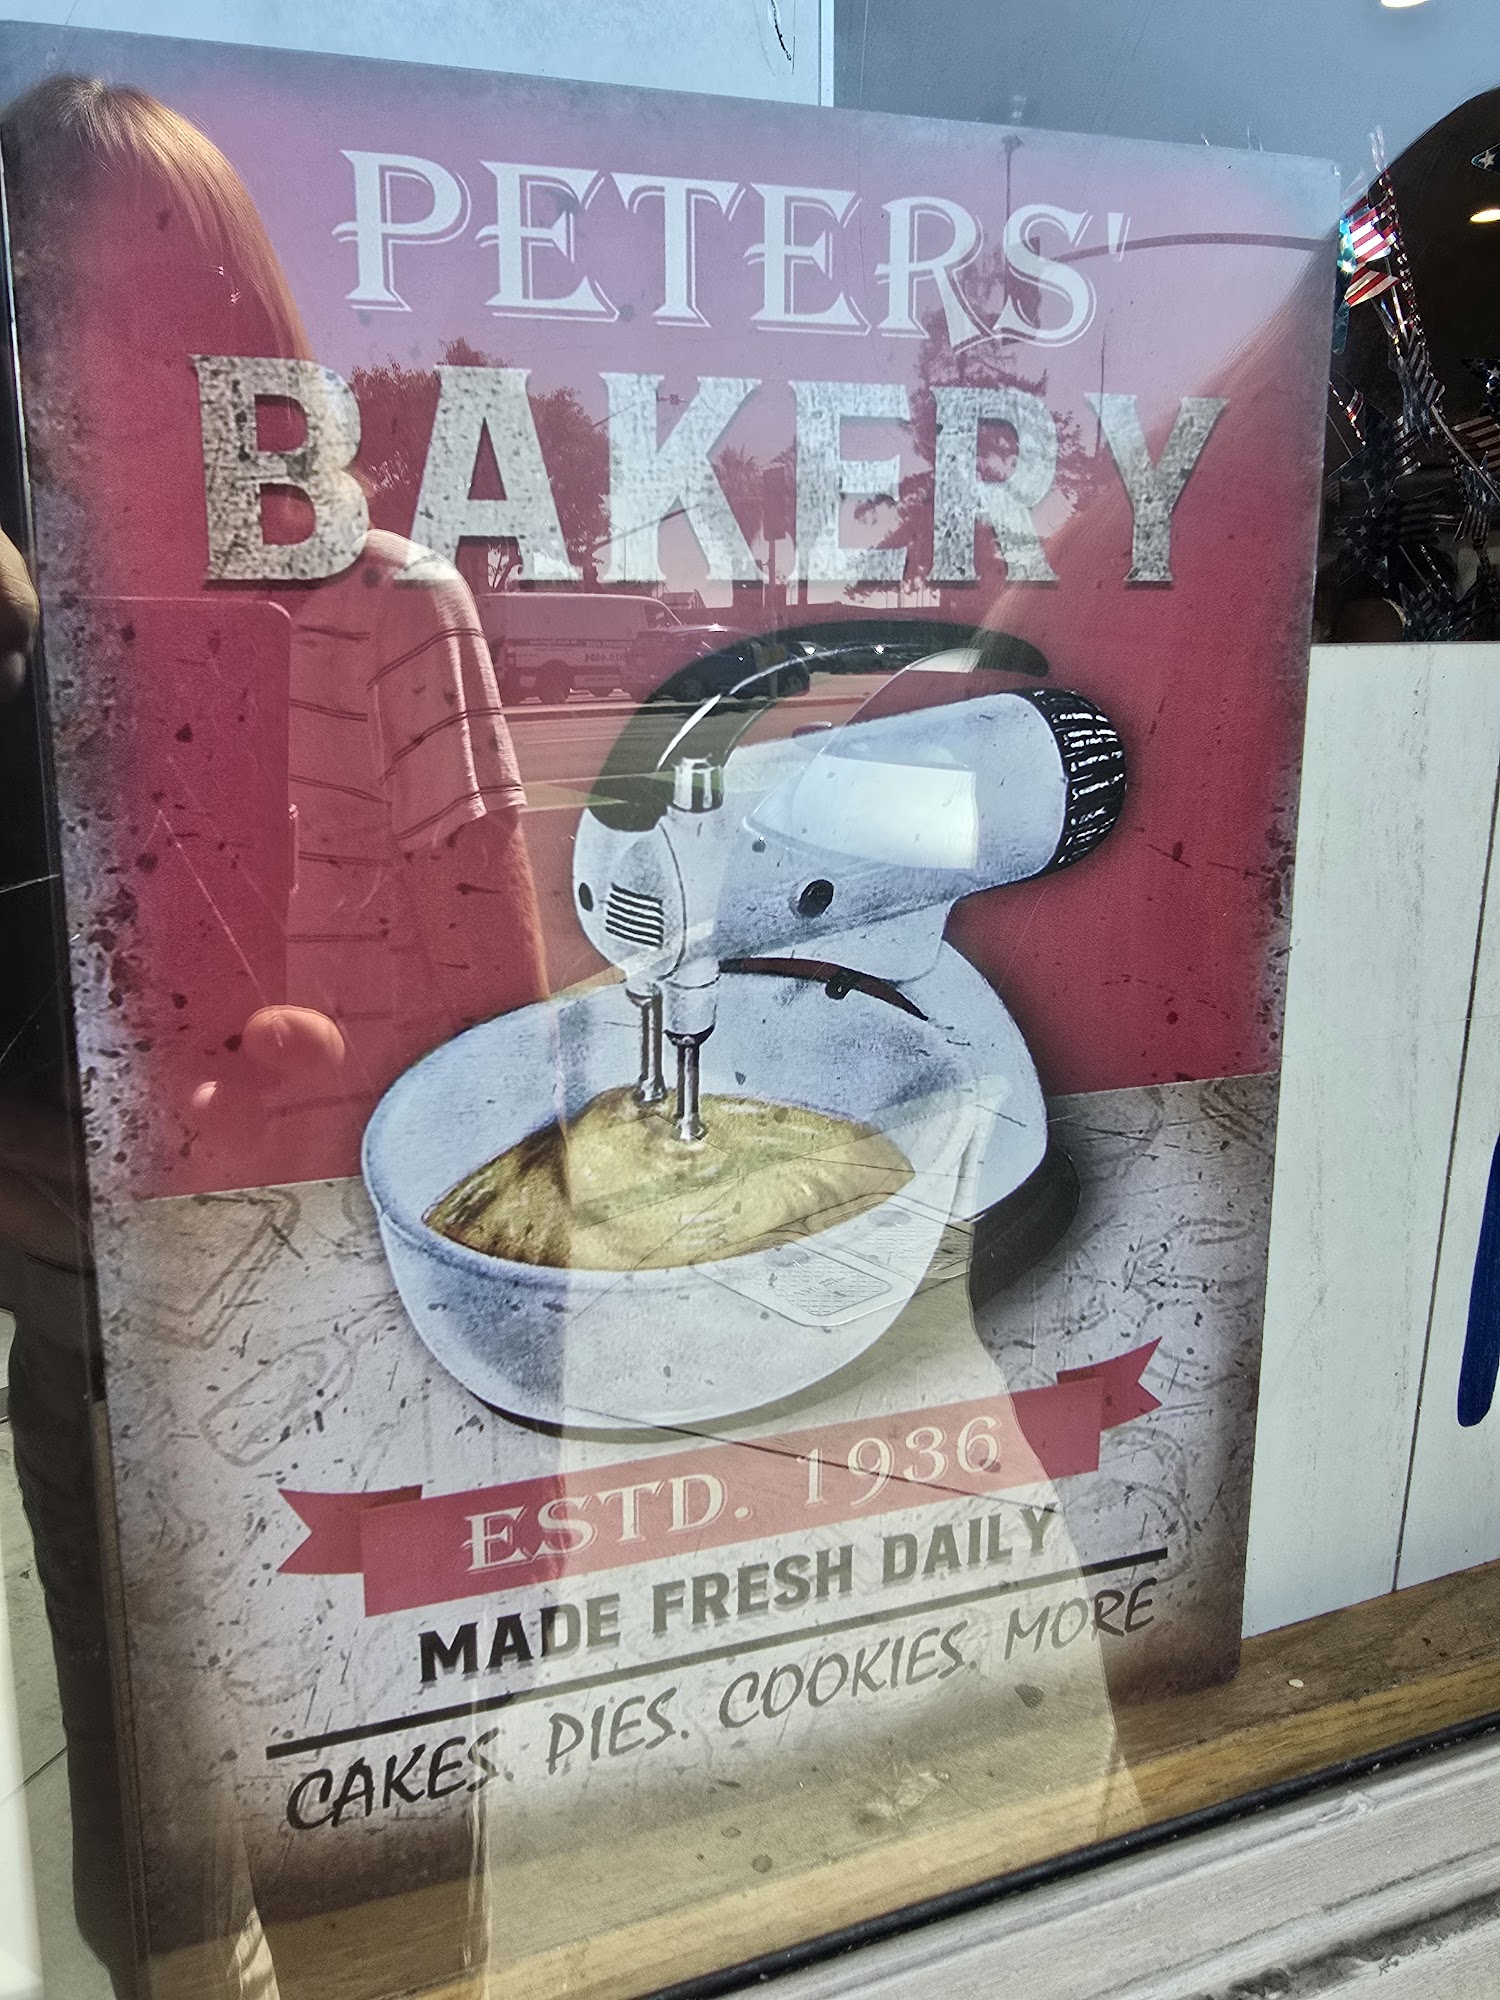 PETERS'
BAKERY
ESTD. 1936
MADE FRESH DAILY
CAKES. PIES. COOKIES. MORE